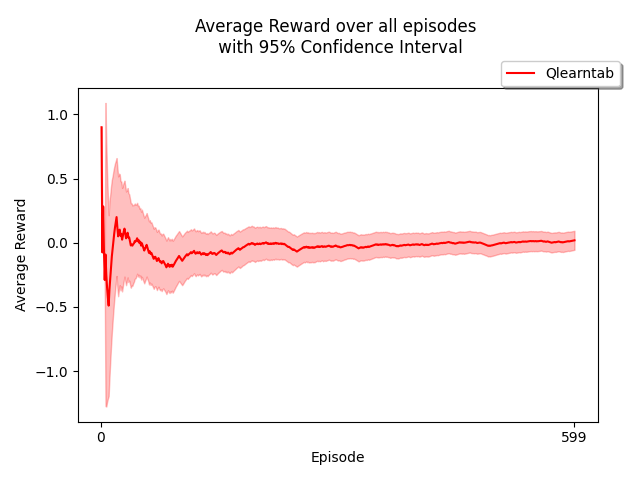 Average Reward over all episodes
with 95% Confidence Interval
Qlearntab
1.0
0.5
0.0
−0.5
−1.0
Average Reward
0
599
Episode